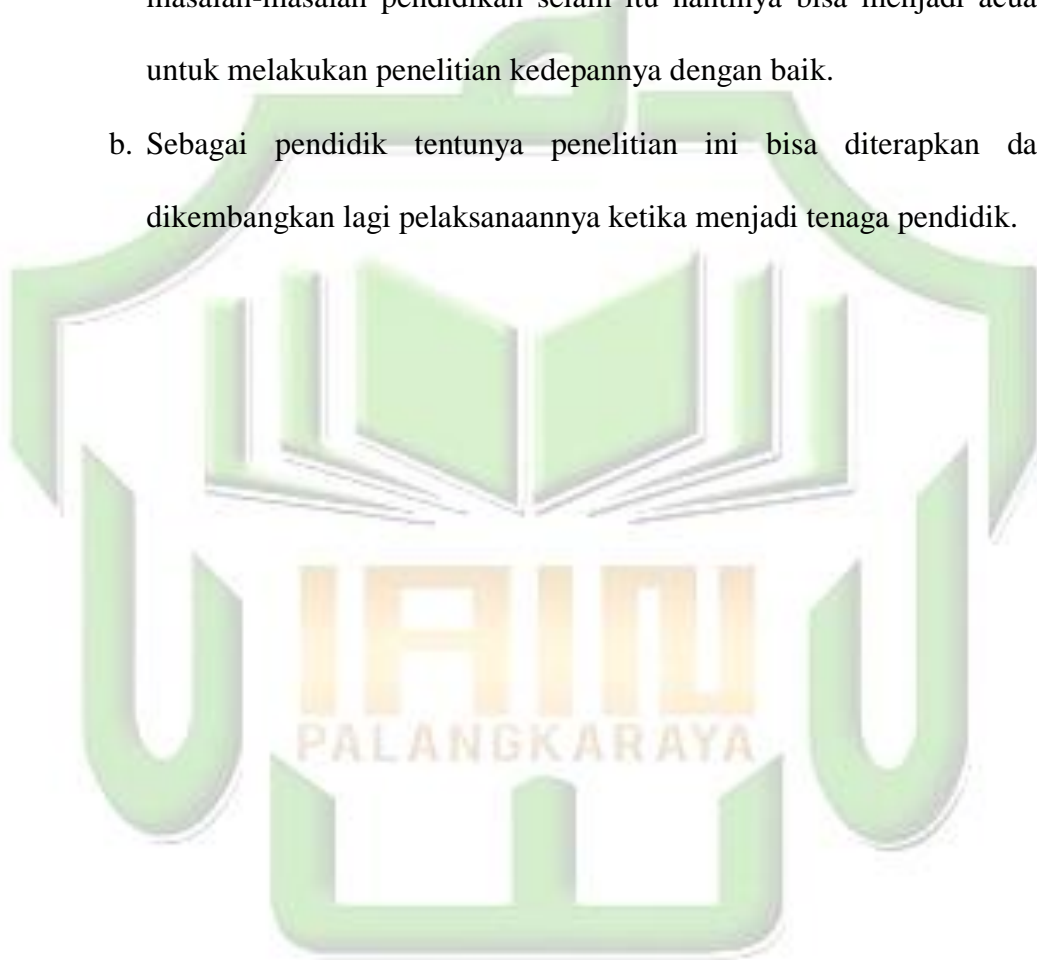 masalah-masalah pendidikan selain itu nantinya bisa menjadi acua
untuk melakukan penelitian kedepannya dengan baik.
b. Sebagai pendidik tentunya penelitian ini bisa diterapkan da
dikembangkan lagi pelaksanaannya ketika menjadi tenaga pendidik.
IAIN
PALANGKARAYA